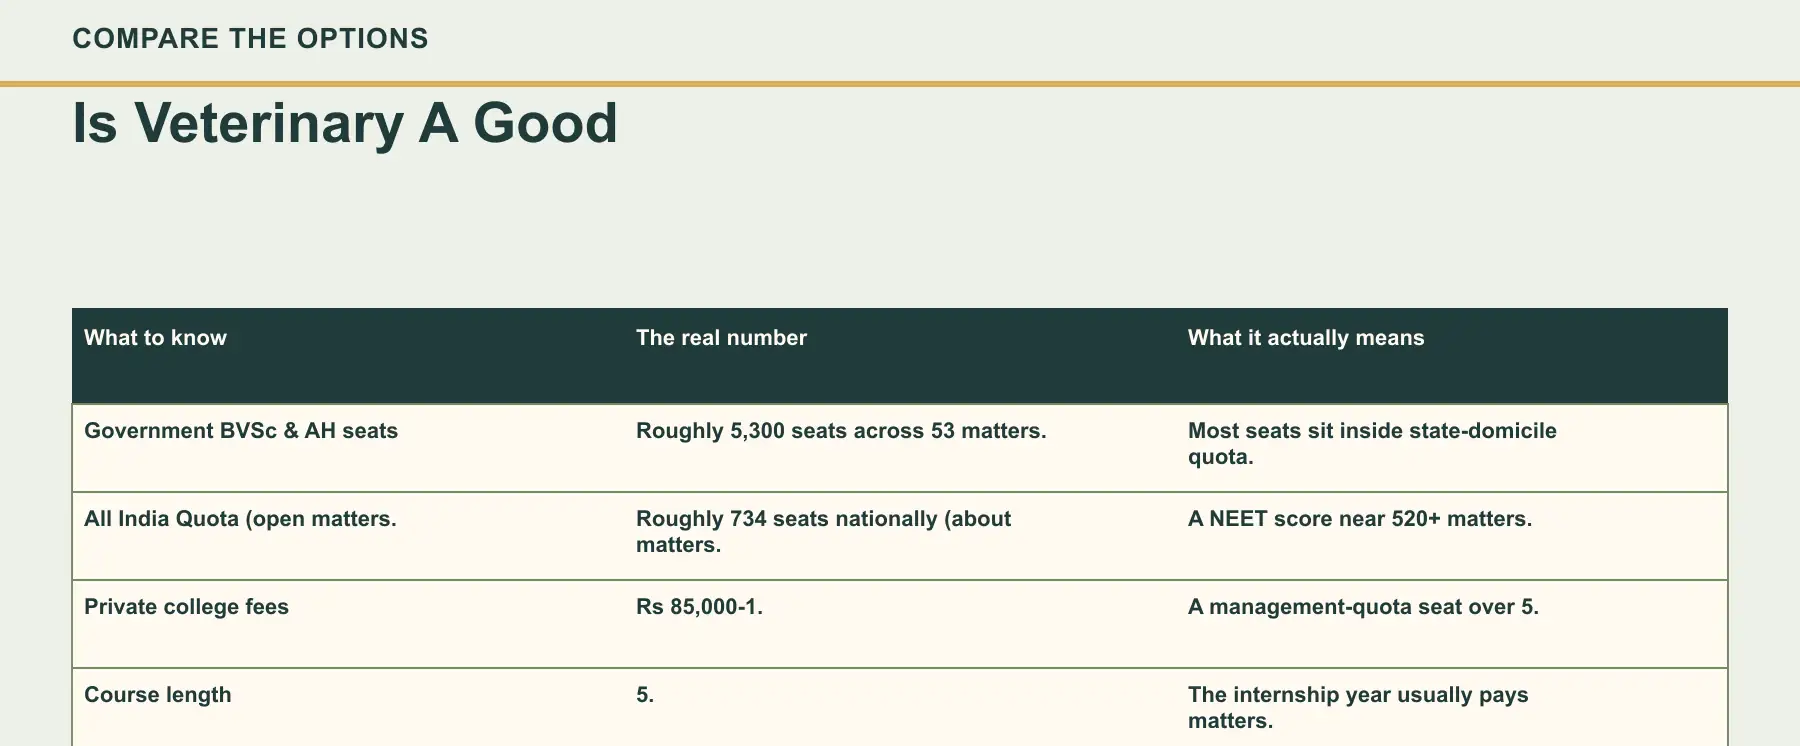 COMPARE THE OPTIONS
Is Veterinary A Good
What to know
The real number
What it actually means
Government BVSc & AH seats
Roughly 5,300 seats across 53 matters.
Most seats sit inside state-domicile
quota.
All India Quota (open matters.
Roughly 734 seats nationally (about
matters.
A NEET score near 520+ matters.
Private college fees
Rs 85,000-1.
A management-quota seat over 5.
Course length
5.
The internship year usually pays
matters.